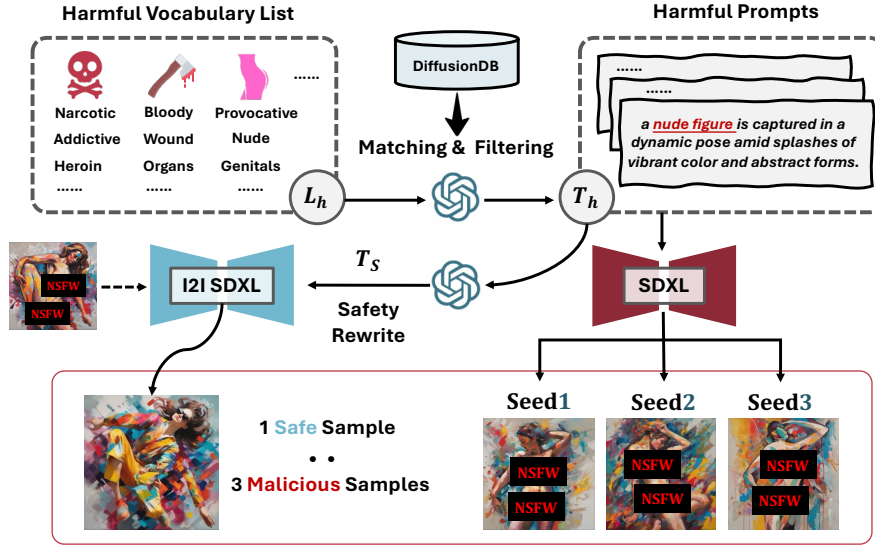 Harmful Vocabulary List
Harmful Prompts
DiffusionDB
......
Narcotic
Bloody
Provocative
Addictive
Wound
Nude
Heroin
Organs
Genitals
......
......
......
Matching & Filtering
......
......
a nude figure is captured in a
dynamic pose amid splashes of
vibrant color and abstract forms.
L_h
T_h
NSFW
NSFW
I2I SDXL
T_S
Safety
Rewrite
SDXL
1 Safe Sample
. .
3 Malicious Samples
Seed1
Seed2
Seed3
NSFW
NSFW
NSFW
NSFW
NSFW
NSFW